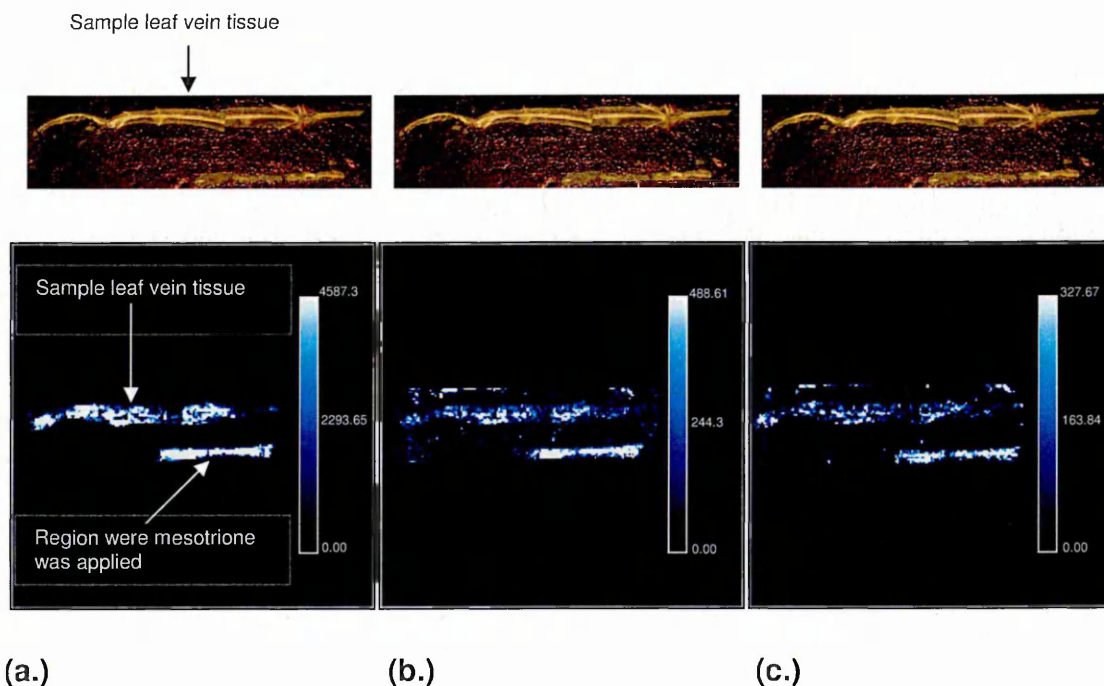 Sample leaf vein tissue
Sample leaf vein tissue
4587.3
2293.65
0.00
Region were mesotrione
was applied
488.61
244.3
0.00
327.67
163.84
0.00
(a.)
(b.)
(c.)